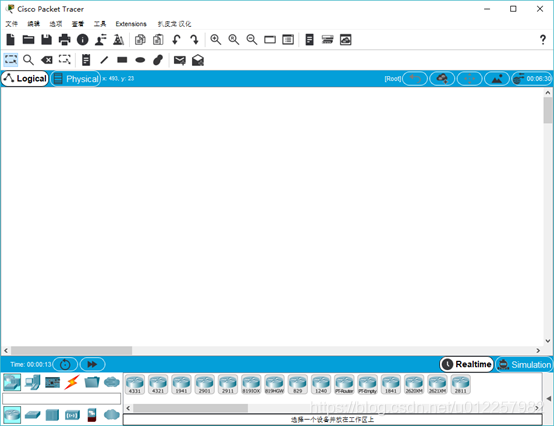 Cisco Packet Tracer
文件 编辑 选项 查看 工具 Extensions 扎皮龙 汉化
?
Logical Physical x: 493, y: 23 [Root] 00:06:30
Time: 00:00:13 Realtime Simulation
4331 4321 1941 2901 2911 819IOX 819HGW 829 1240 PT-Router PT-Empty 1841 2620XM 2621XM 2811
选择一个设备并放在工作区上
https://blog.csdn.net/u012257982